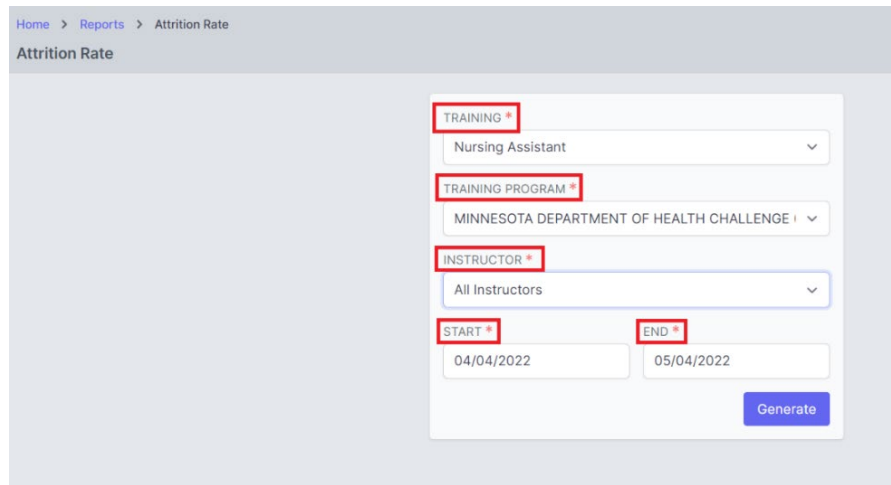 Home > Reports > Attrition Rate
Attrition Rate
TRAINING *
Nursing Assistant
TRAINING PROGRAM *
MINNESOTA DEPARTMENT OF HEALTH CHALLENGE
INSTRUCTOR *
All Instructors
START * END *
04/04/2022 05/04/2022
Generate